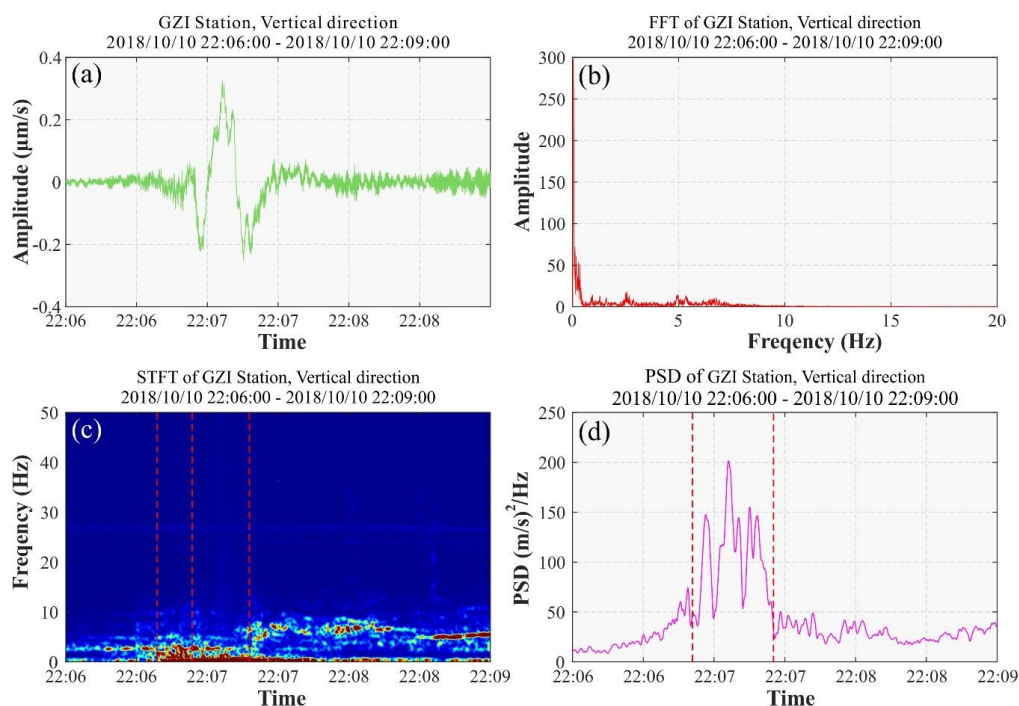 GZI Station, Vertical direction
2018/10/10 22:06:00 - 2018/10/10 22:09:00
(a)
Amplitude (μm/s)
0.4
0.2
0
-0.2
-0.4
22:06 22:06 22:07 22:07 22:08 22:08
Time
FFT of GZI Station, Vertical direction
2018/10/10 22:06:00 - 2018/10/10 22:09:00
(b)
Amplitude
300
250
200
150
100
50
0
0 5 10 15 20
Freqency (Hz)
STFT of GZI Station, Vertical direction
2018/10/10 22:06:00 - 2018/10/10 22:09:00
(c)
Freqency (Hz)
50
40
30
20
10
0
22:06 22:06 22:07 22:07 22:08 22:08 22:09
Time
PSD of GZI Station, Vertical direction
2018/10/10 22:06:00 - 2018/10/10 22:09:00
(d)
PSD (m/s)²/Hz
250
200
150
100
50
0
22:06 22:06 22:07 22:07 22:08 22:08 22:09
Time